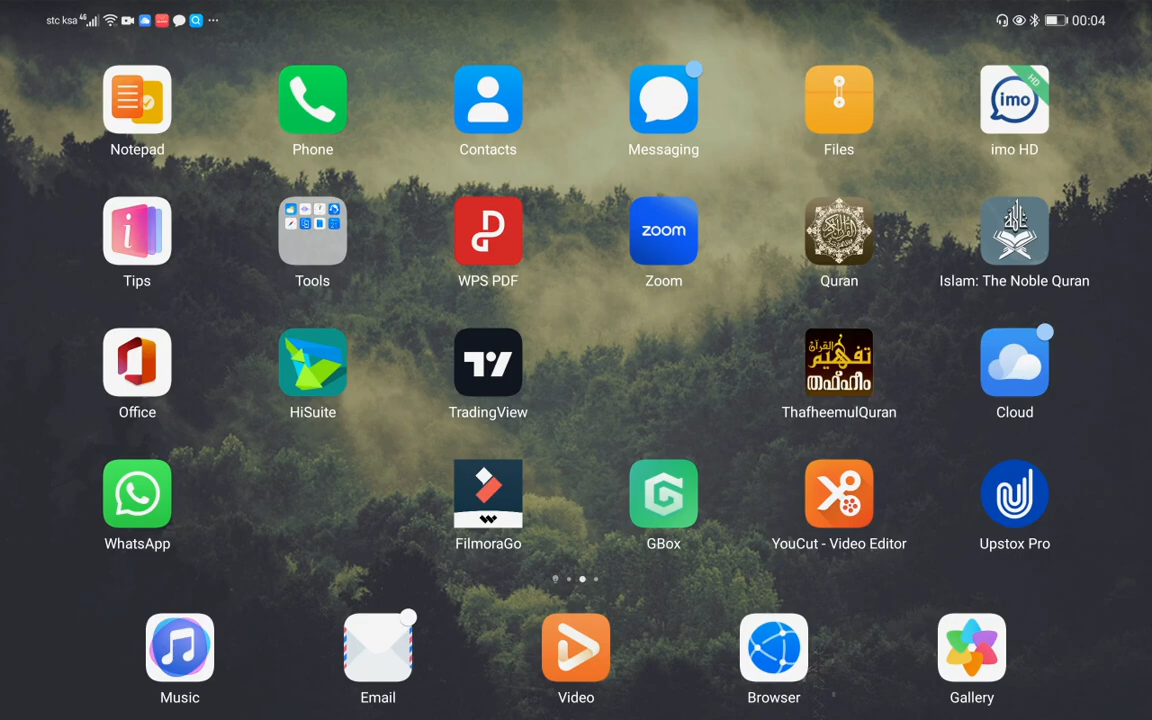 stc ksa 4G
00:04
Notepad
Phone
Contacts
Messaging
Files
HD
imo
imo HD
Tips
Tools
WPS PDF
zoom
Zoom
Quran
Islam: The Noble Quran
Office
HiSuite
TradingView
تفهيم القرآن
തഫ്ഹീം
ThafheemulQuran
Cloud
WhatsApp
FilmoraGo
GBox
YouCut - Video Editor
Upstox Pro
Music
Email
Video
Browser
Gallery